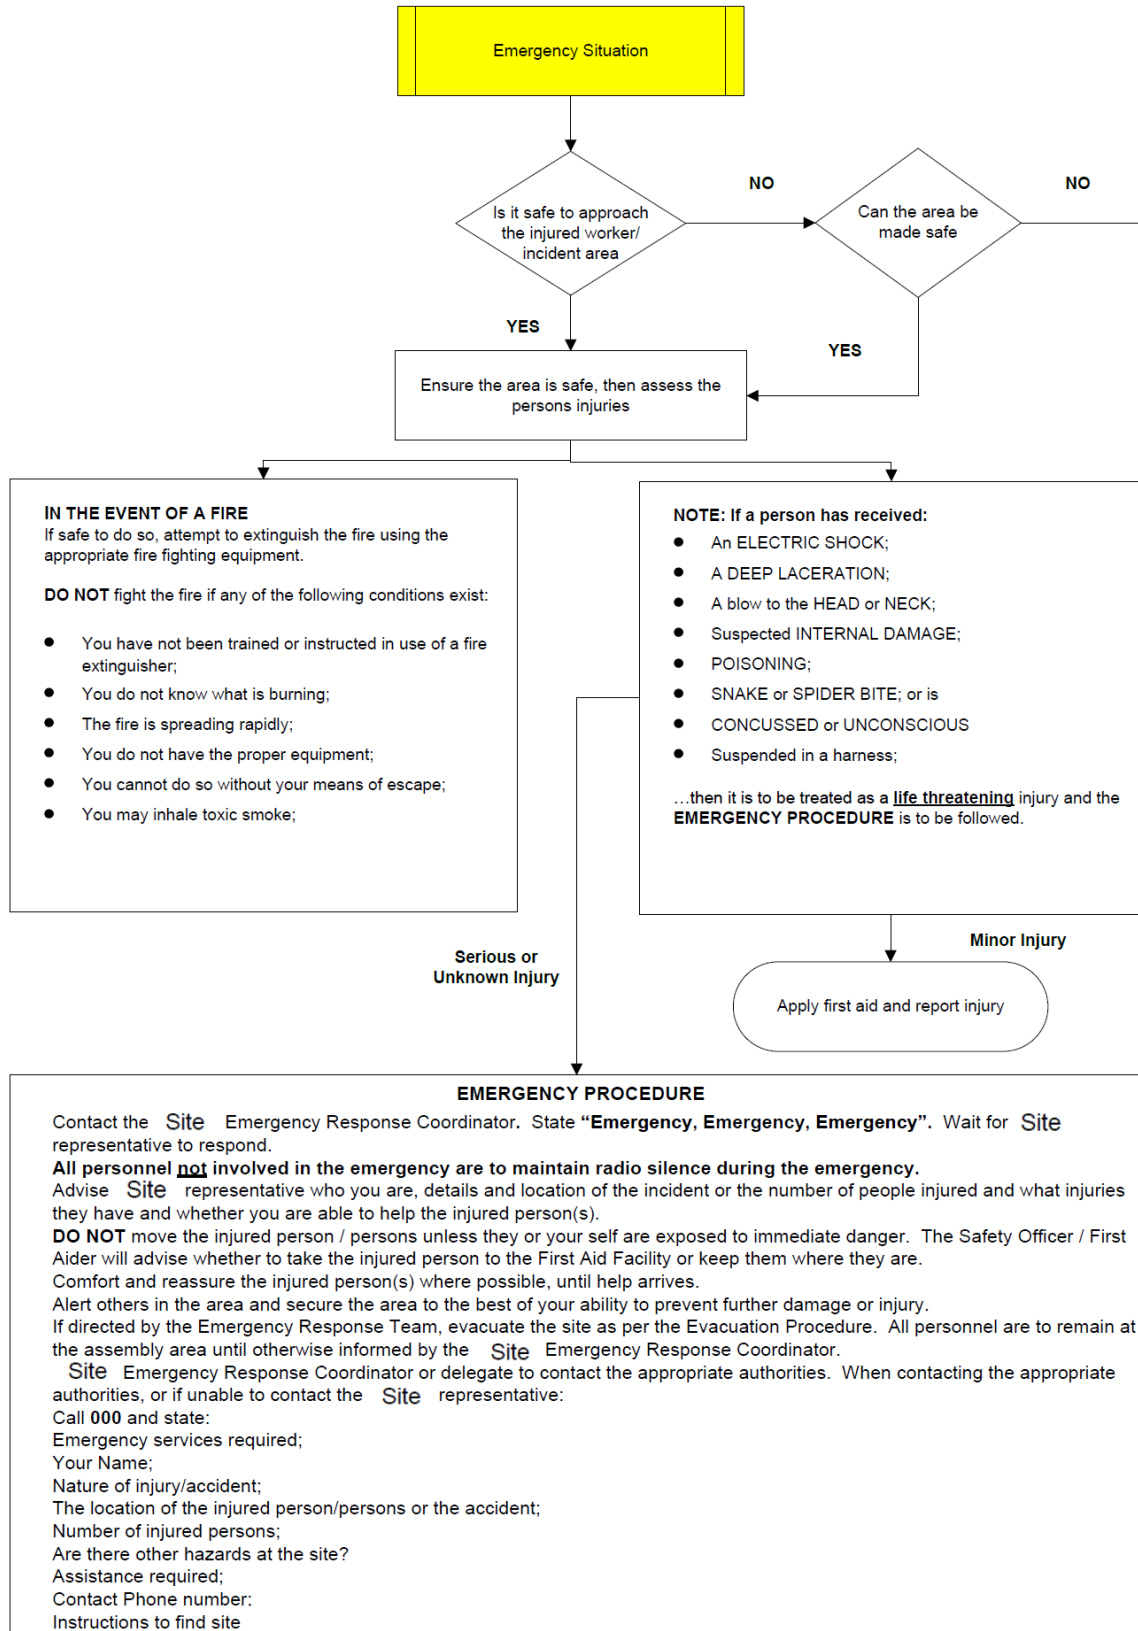 Emergency Situation
Is it safe to approach
the injured worker/
incident area
NO
Can the area be
made safe
NO
YES
YES
Ensure the area is safe, then assess the
persons injuries
IN THE EVENT OF A FIRE
If safe to do so, attempt to extinguish the fire using the
appropriate fire fighting equipment.
DO NOT fight the fire if any of the following conditions exist:
● You have not been trained or instructed in use of a fire
extinguisher;
● You do not know what is burning;
● The fire is spreading rapidly;
● You do not have the proper equipment;
● You cannot do so without your means of escape;
● You may inhale toxic smoke;
NOTE: If a person has received:
● An ELECTRIC SHOCK;
● A DEEP LACERATION;
● A blow to the HEAD or NECK;
● Suspected INTERNAL DAMAGE;
● POISONING;
● SNAKE or SPIDER BITE; or is
● CONCUSSED or UNCONSCIOUS
● Suspended in a harness;
…then it is to be treated as a life threatening injury and the
EMERGENCY PROCEDURE is to be followed.
Serious or
Unknown Injury
Minor Injury
Apply first aid and report injury
EMERGENCY PROCEDURE
Contact the Site Emergency Response Coordinator. State “Emergency, Emergency, Emergency”. Wait for Site
representative to respond.
All personnel not involved in the emergency are to maintain radio silence during the emergency.
Advise Site representative who you are, details and location of the incident or the number of people injured and what injuries
they have and whether you are able to help the injured person(s).
DO NOT move the injured person / persons unless they or your self are exposed to immediate danger. The Safety Officer / First
Aider will advise whether to take the injured person to the First Aid Facility or keep them where they are.
Comfort and reassure the injured person(s) where possible, until help arrives.
Alert others in the area and secure the area to the best of your ability to prevent further damage or injury.
If directed by the Emergency Response Team, evacuate the site as per the Evacuation Procedure. All personnel are to remain at
the assembly area until otherwise informed by the Site Emergency Response Coordinator.
Site Emergency Response Coordinator or delegate to contact the appropriate authorities. When contacting the appropriate
authorities, or if unable to contact the Site representative:
Call 000 and state:
Emergency services required;
Your Name;
Nature of injury/accident;
The location of the injured person/persons or the accident;
Number of injured persons;
Are there other hazards at the site?
Assistance required;
Contact Phone number:
Instructions to find site